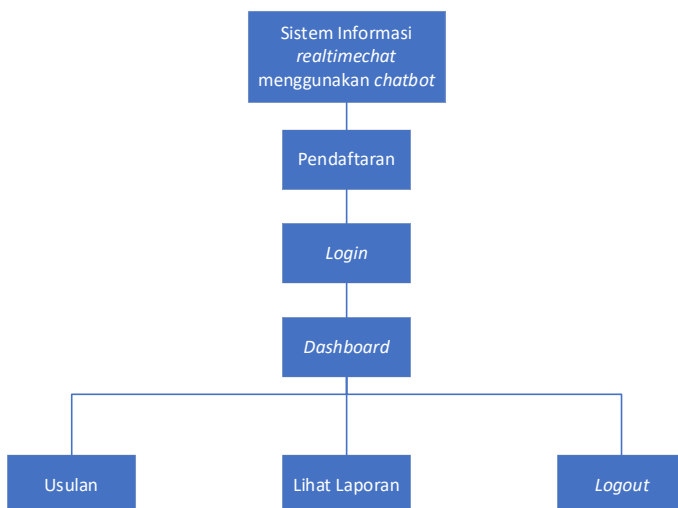 Sistem Informasi
realtimechat
menggunakan chatbot
Pendaftaran
Login
Dashboard
Usulan
Lihat Laporan
Logout